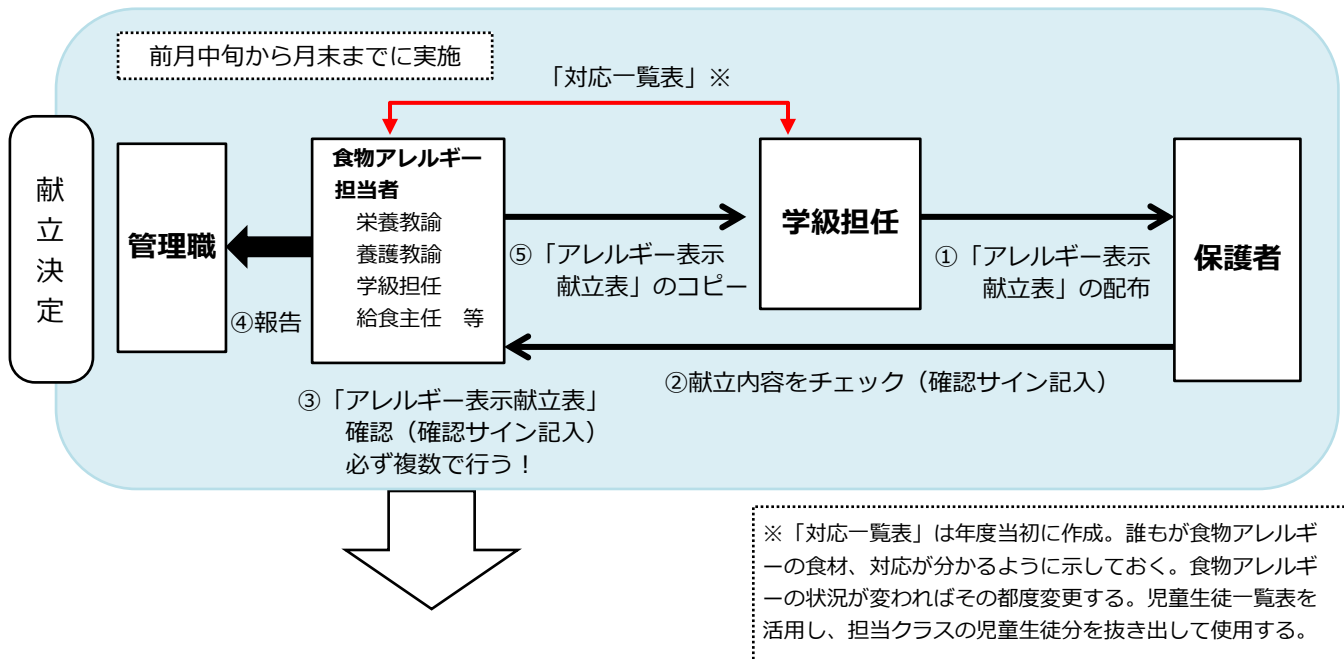 前月中旬から月末までに実施
「対応一覧表」※
献立決定
管理職
食物アレルギー
担当者
栄養教諭
養護教諭
学級担任
給食主任　等
学級担任
保護者
①「アレルギー表示
献立表」の配布
②献立内容をチェック（確認サイン記入）
③「アレルギー表示献立表」
確認（確認サイン記入）
必ず複数で行う！
④報告
⑤「アレルギー表示
献立表」のコピー
※「対応一覧表」は年度当初に作成。誰もが食物アレルギ
ーの食材、対応が分かるように示しておく。食物アレルギ
ーの状況が変わればその都度変更する。児童生徒一覧表を
活用し、担当クラスの児童生徒分を抜き出して使用する。